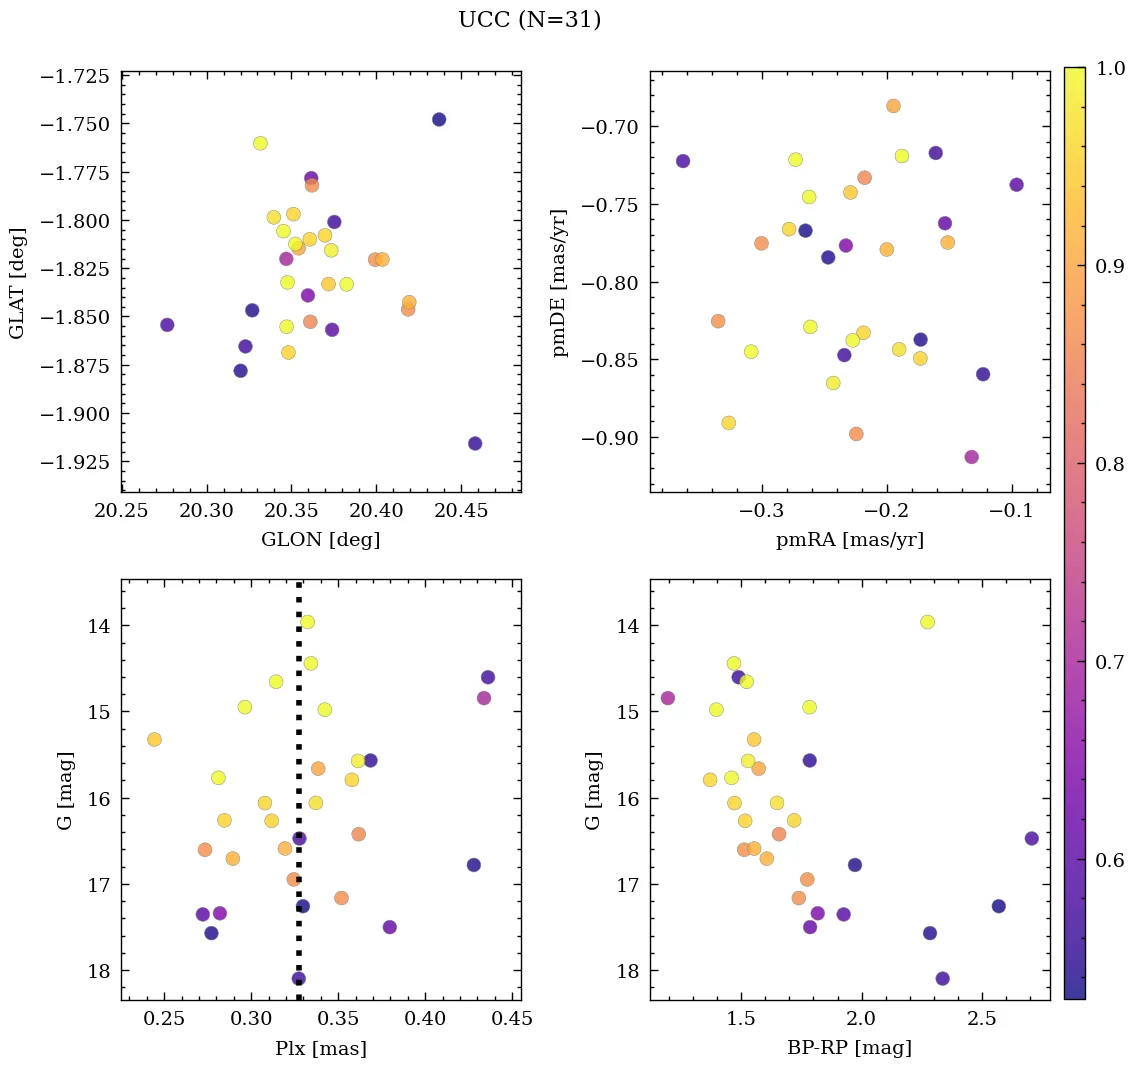 UCC (N=31)
−1.725
−1.750
−1.775
−1.800
−1.825
−1.850
−1.875
−1.900
−1.925
GLAT [deg]
20.25 20.30 20.35 20.40 20.45
GLON [deg]
−0.70
−0.75
−0.80
−0.85
−0.90
pmDE [mas/yr]
−0.3 −0.2 −0.1
pmRA [mas/yr]
14
15
16
17
18
G [mag]
0.25 0.30 0.35 0.40 0.45
Plx [mas]
14
15
16
17
18
G [mag]
1.5 2.0 2.5
BP-RP [mag]
1.0
0.9
0.8
0.7
0.6